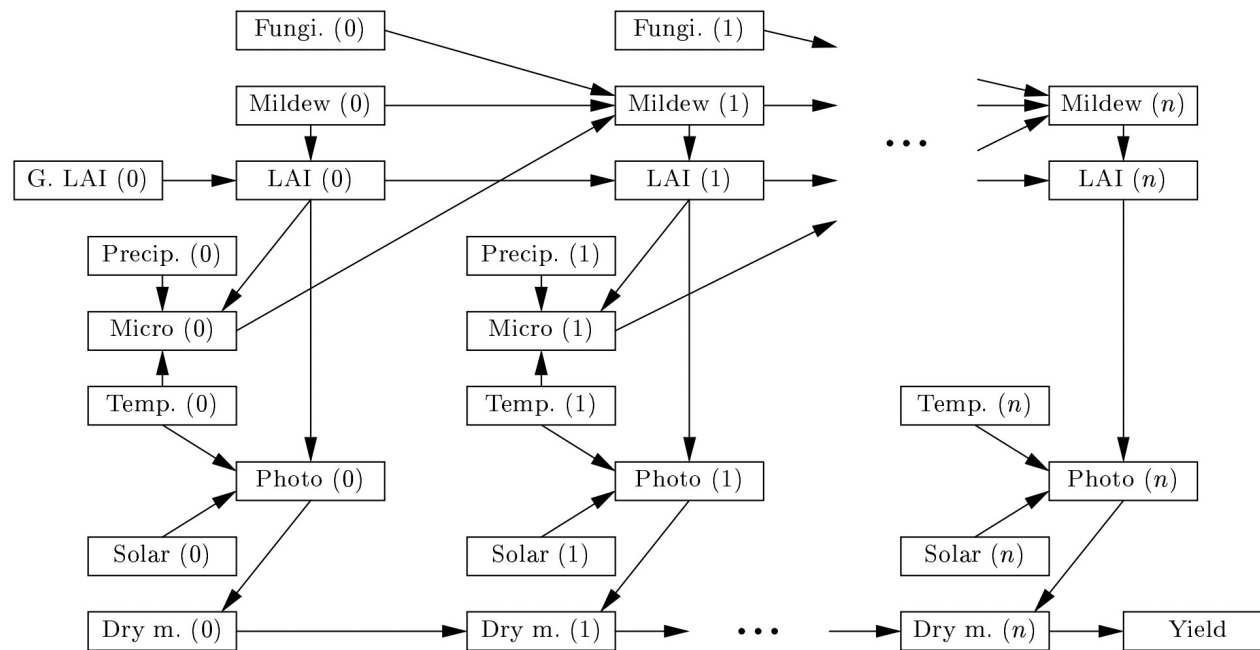 Fungi. (0) Fungi. (1)
Mildew (0) Mildew (1) Mildew (n)
...
G. LAI (0) LAI (0) LAI (1) LAI (n)
Precip. (0) Precip. (1)
Micro (0) Micro (1)
Temp. (0) Temp. (1) Temp. (n)
Photo (0) Photo (1) Photo (n)
Solar (0) Solar (1) Solar (n)
Dry m. (0) Dry m. (1) ... Dry m. (n) Yield